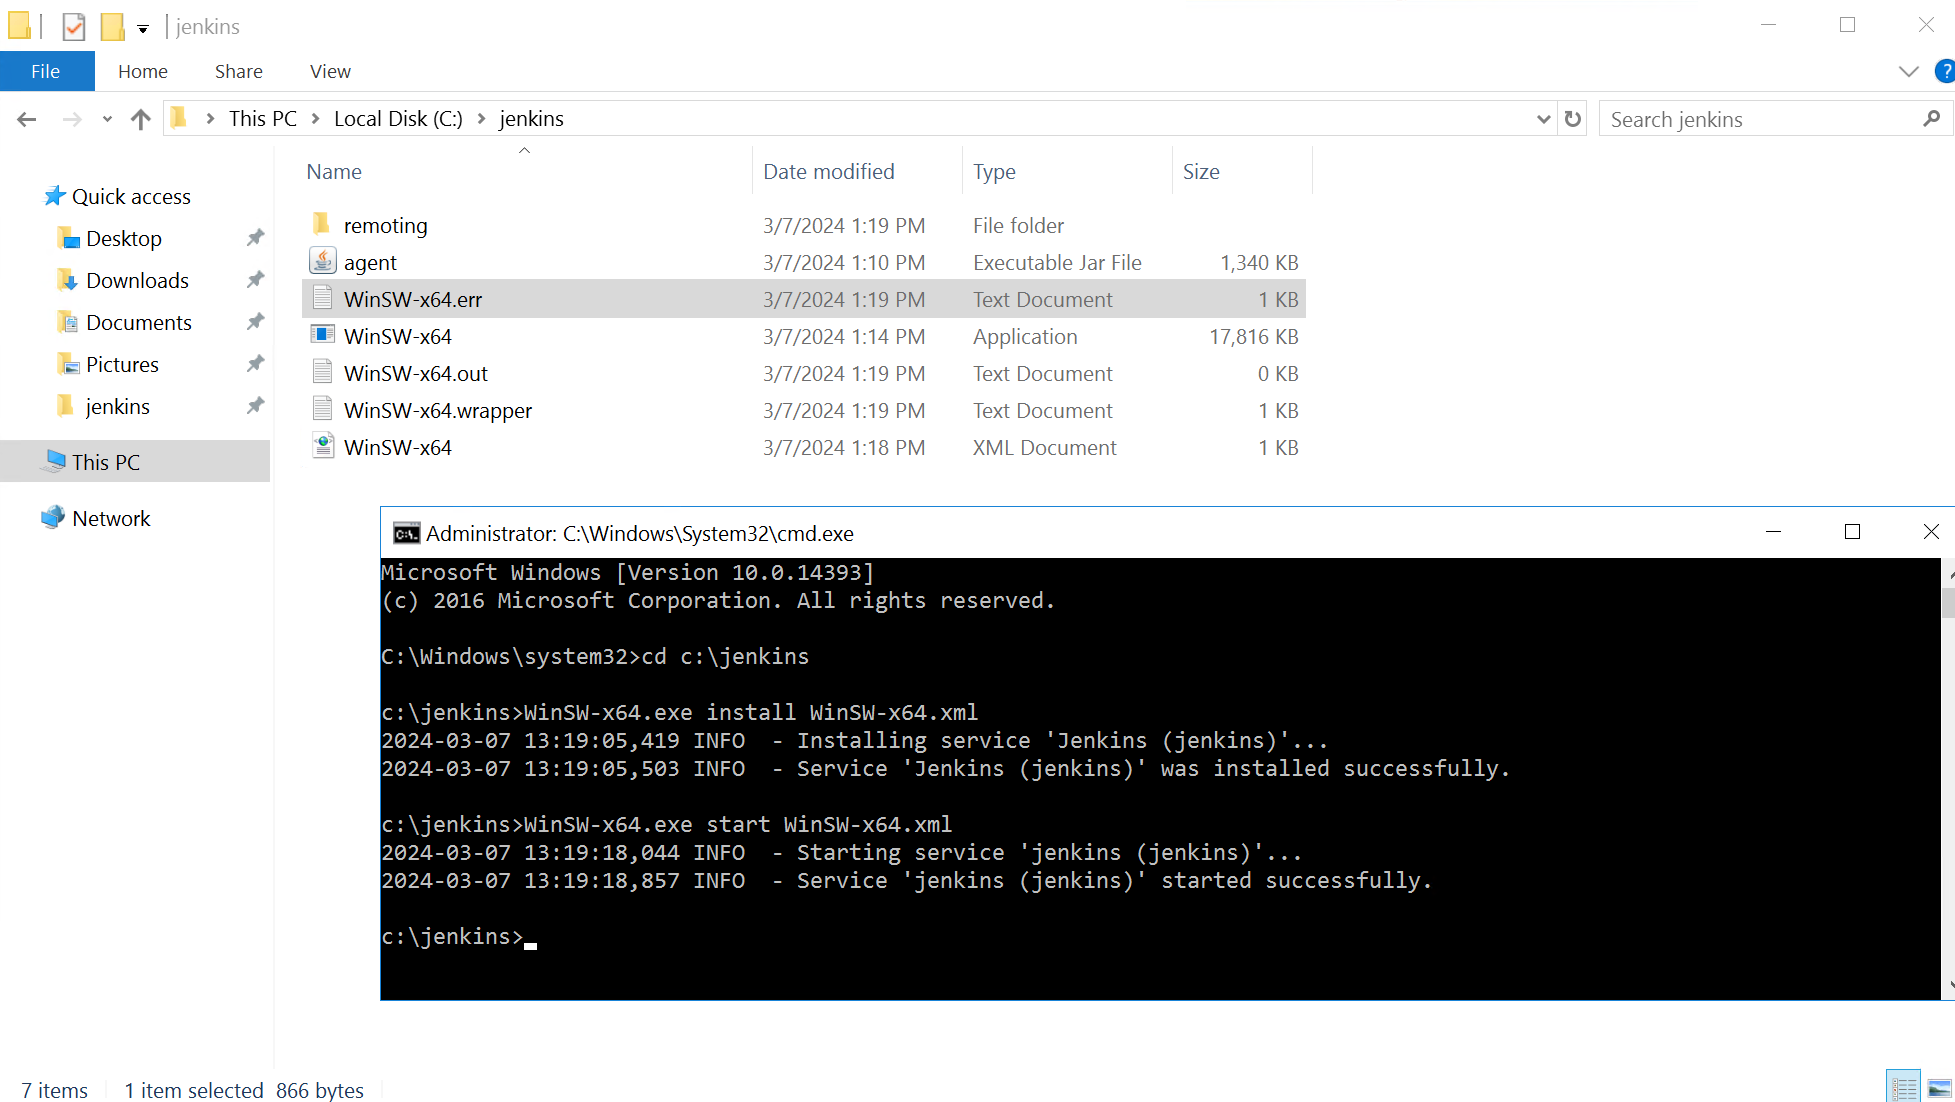 jenkins
File Home Share View ?
This PC Local Disk (C:) jenkins Search jenkins
Name Date modified Type Size
Quick access
Desktop
Downloads
Documents
Pictures
jenkins
This PC
Network
remoting 3/7/2024 1:19 PM File folder
agent 3/7/2024 1:10 PM Executable Jar File 1,340 KB
WinSW-x64.err 3/7/2024 1:19 PM Text Document 1 KB
WinSW-x64 3/7/2024 1:14 PM Application 17,816 KB
WinSW-x64.out 3/7/2024 1:19 PM Text Document 0 KB
WinSW-x64.wrapper 3/7/2024 1:19 PM Text Document 1 KB
WinSW-x64 3/7/2024 1:18 PM XML Document 1 KB
C:\. Administrator: C:\Windows\System32\cmd.exe
Microsoft Windows [Version 10.0.14393]
(c) 2016 Microsoft Corporation. All rights reserved.
C:\Windows\system32>cd c:\jenkins
c:\jenkins>WinSW-x64.exe install WinSW-x64.xml
2024-03-07 13:19:05,419 INFO  - Installing service 'Jenkins (jenkins)'...
2024-03-07 13:19:05,503 INFO  - Service 'Jenkins (jenkins)' was installed successfully.
c:\jenkins>WinSW-x64.exe start WinSW-x64.xml
2024-03-07 13:19:18,044 INFO  - Starting service 'jenkins (jenkins)'...
2024-03-07 13:19:18,857 INFO  - Service 'jenkins (jenkins)' started successfully.
c:\jenkins>
7 items 1 item selected 866 bytes